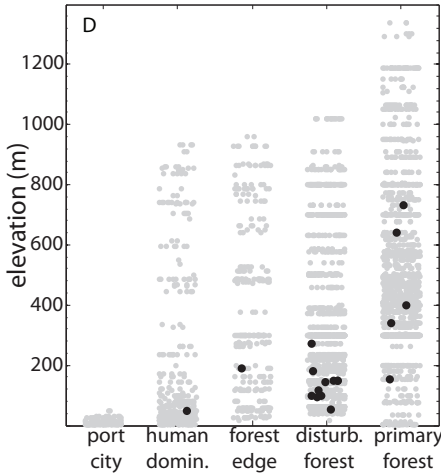 D
1200
1000
800
600
400
200
elevation (m)
port city
human domin.
forest edge
disturb. forest
primary forest